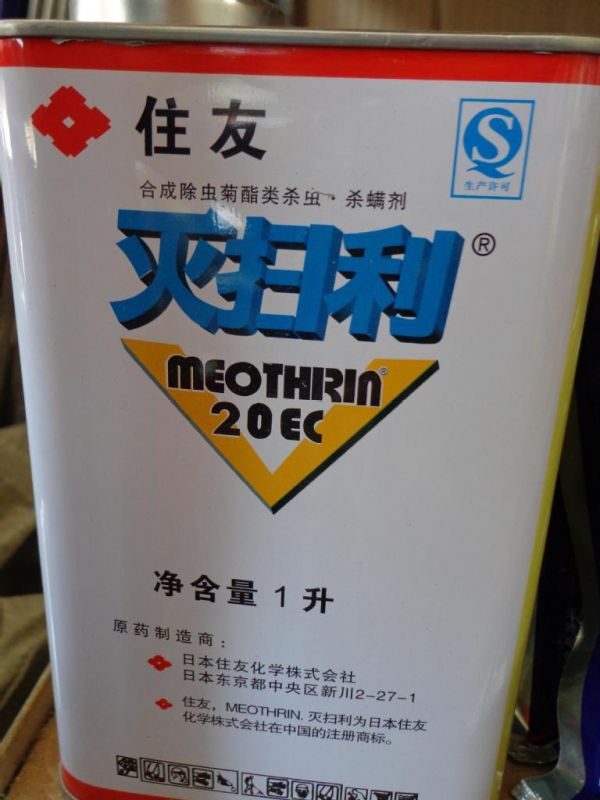 住友
生产许可
合成除虫菊酯类杀虶·杀螨剂
灭扫利®
MEOTHRIN®
20EC
净含量 1升
原药制造商：
日本住友化学株式会社
日本东京都中央区新川2-27-1
住友，MEOTHRIN. 灭扫利为日本住友
化学株式会社在中国的注册商标。